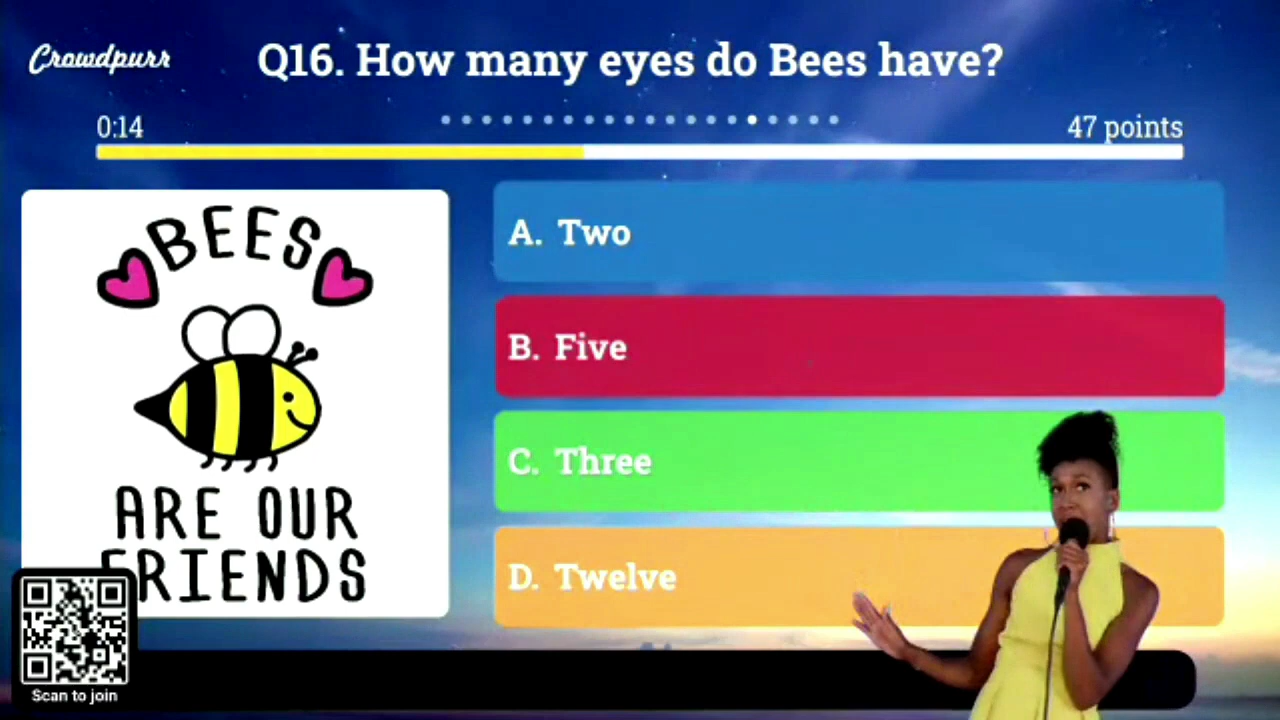 Crowdpurr
Q16. How many eyes do Bees have?
0:14
47 points
BEES
ARE OUR
FRIENDS
A. Two
B. Five
C. Three
D. Twelve
Scan to join